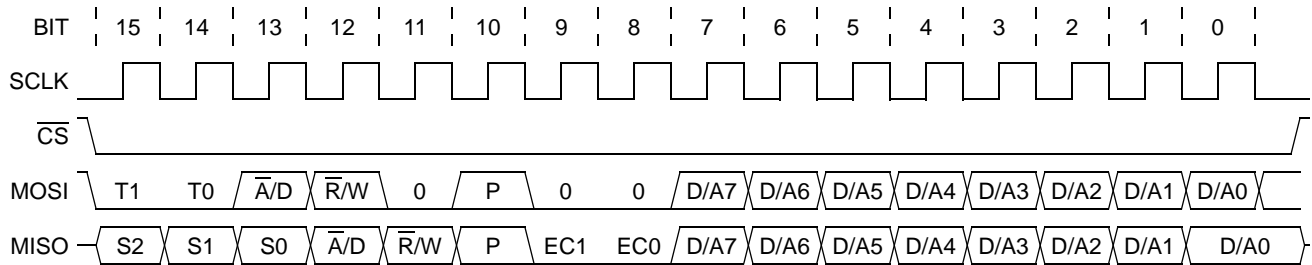 BIT 15 14 13 12 11 10 9 8 7 6 5 4 3 2 1 0
SCLK
C̅S̅
MOSI T1 T0 A̅/D R̅/W 0 P 0 0 D/A7 D/A6 D/A5 D/A4 D/A3 D/A2 D/A1 D/A0
MISO S2 S1 S0 A̅/D R̅/W P EC1 EC0 D/A7 D/A6 D/A5 D/A4 D/A3 D/A2 D/A1 D/A0